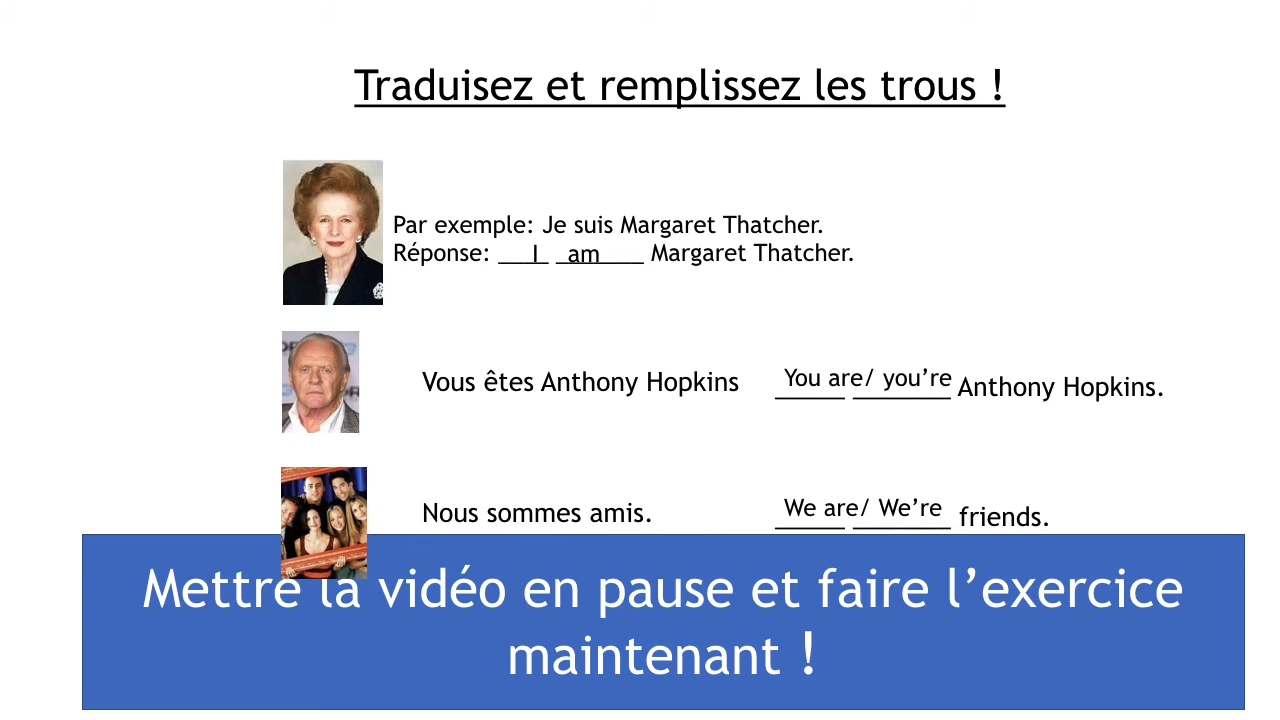 Traduisez et remplissez les trous !
Par exemple: Je suis Margaret Thatcher.
Réponse: ___I_ _am____ Margaret Thatcher.
Vous êtes Anthony Hopkins You are/ you’re Anthony Hopkins.
Nous sommes amis. We are/ We’re friends.
Mettre la vidéo en pause et faire l’exercice
maintenant !